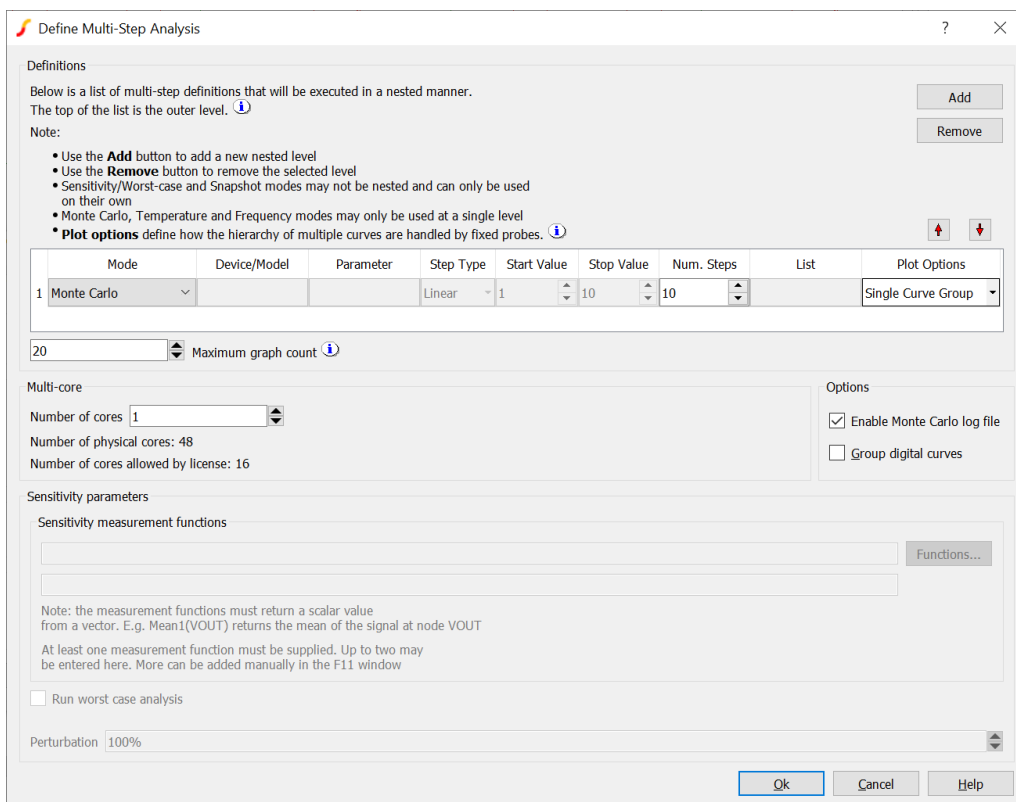 Define Multi-Step Analysis
Definitions
Below is a list of multi-step definitions that will be executed in a nested manner.
The top of the list is the outer level.
Add
Remove
Note:
• Use the Add button to add a new nested level
• Use the Remove button to remove the selected level
• Sensitivity/Worst-case and Snapshot modes may not be nested and can only be used
on their own
• Monte Carlo, Temperature and Frequency modes may only be used at a single level
• Plot options define how the hierarchy of multiple curves are handled by fixed probes.
Mode Device/Model Parameter Step Type Start Value Stop Value Num. Steps List Plot Options
1 Monte Carlo Linear 1 10 10 Single Curve Group
20 Maximum graph count
Multi-core
Number of cores 1
Number of physical cores: 48
Number of cores allowed by license: 16
Options
Enable Monte Carlo log file
Group digital curves
Sensitivity parameters
Sensitivity measurement functions
Functions...
Note: the measurement functions must return a scalar value
from a vector. E.g. Mean1(VOUT) returns the mean of the signal at node VOUT
At least one measurement function must be supplied. Up to two may
be entered here. More can be added manually in the F11 window
Run worst case analysis
Perturbation 100%
Ok Cancel Help